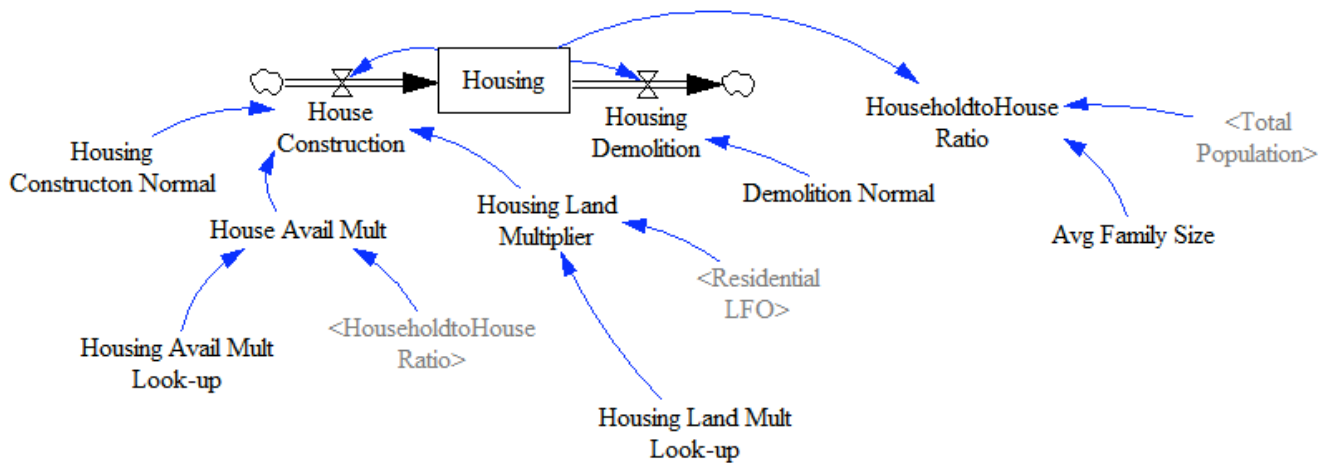 Housing
House
Construction
Housing
Demolition
HouseholdtoHouse
Ratio
<Total
Population>
Housing
Constructon Normal
Demolition Normal
Housing Land
Multiplier
House Avail Mult
Avg Family Size
<Residential
LFO>
<HouseholdtoHouse
Ratio>
Housing Avail Mult
Look-up
Housing Land Mult
Look-up